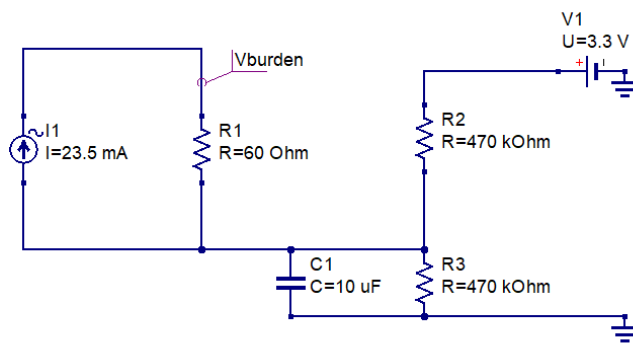 V1
U=3.3 V
Vburden
I1
I=23.5 mA
R1
R=60 Ohm
R2
R=470 kOhm
C1
C=10 uF
R3
R=470 kOhm